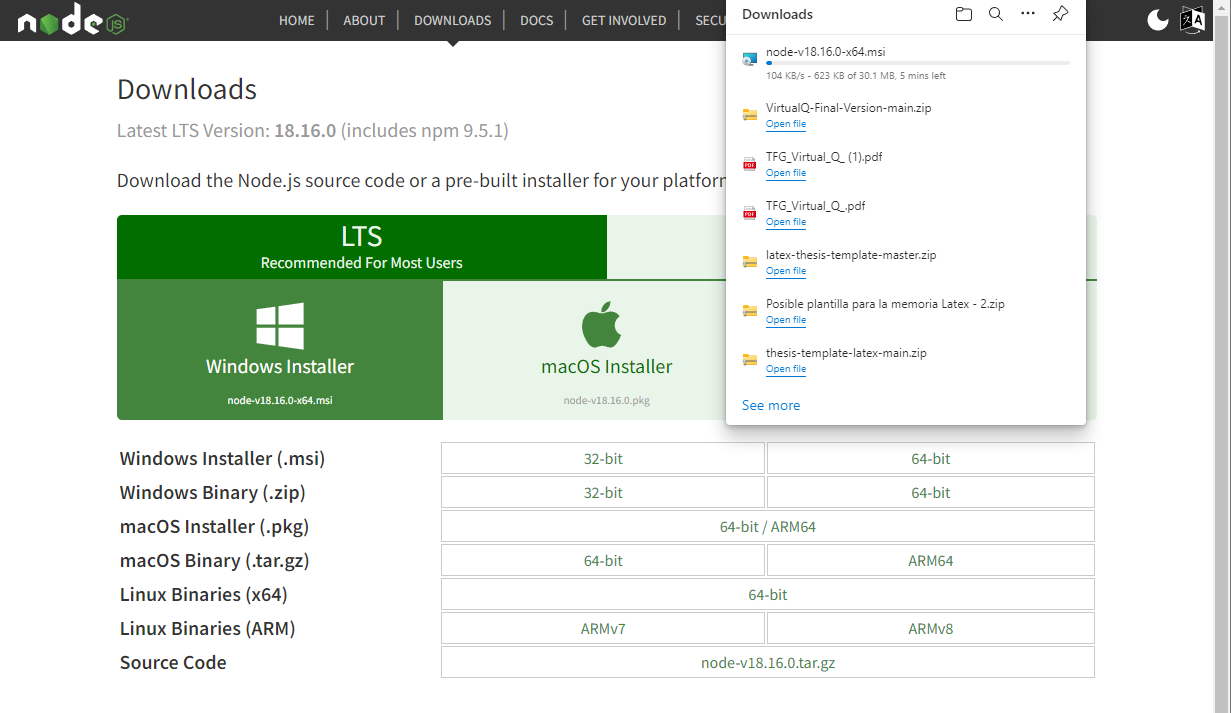 node JS
HOME ABOUT DOWNLOADS DOCS GET INVOLVED SECU
Downloads
Latest LTS Version: 18.16.0 (includes npm 9.5.1)
Download the Node.js source code or a pre-built installer for your platform
LTS
Recommended For Most Users
Windows Installer
node-v18.16.0-x64.msi
macOS Installer
node-v18.16.0.pkg
Downloads
node-v18.16.0-x64.msi
104 KB/s - 623 KB of 30.1 MB, 5 mins left
VirtualQ-Final-Version-main.zip
Open file
PDF
TFG_Virtual_Q_ (1).pdf
Open file
PDF
TFG_Virtual_Q_.pdf
Open file
latex-thesis-template-master.zip
Open file
Posible plantilla para la memoria Latex - 2.zip
Open file
thesis-template-latex-main.zip
Open file
See more
Windows Installer (.msi) 32-bit 64-bit
Windows Binary (.zip) 32-bit 64-bit
macOS Installer (.pkg) 64-bit / ARM64
macOS Binary (.tar.gz) 64-bit ARM64
Linux Binaries (x64) 64-bit
Linux Binaries (ARM) ARMv7 ARMv8
Source Code node-v18.16.0.tar.gz